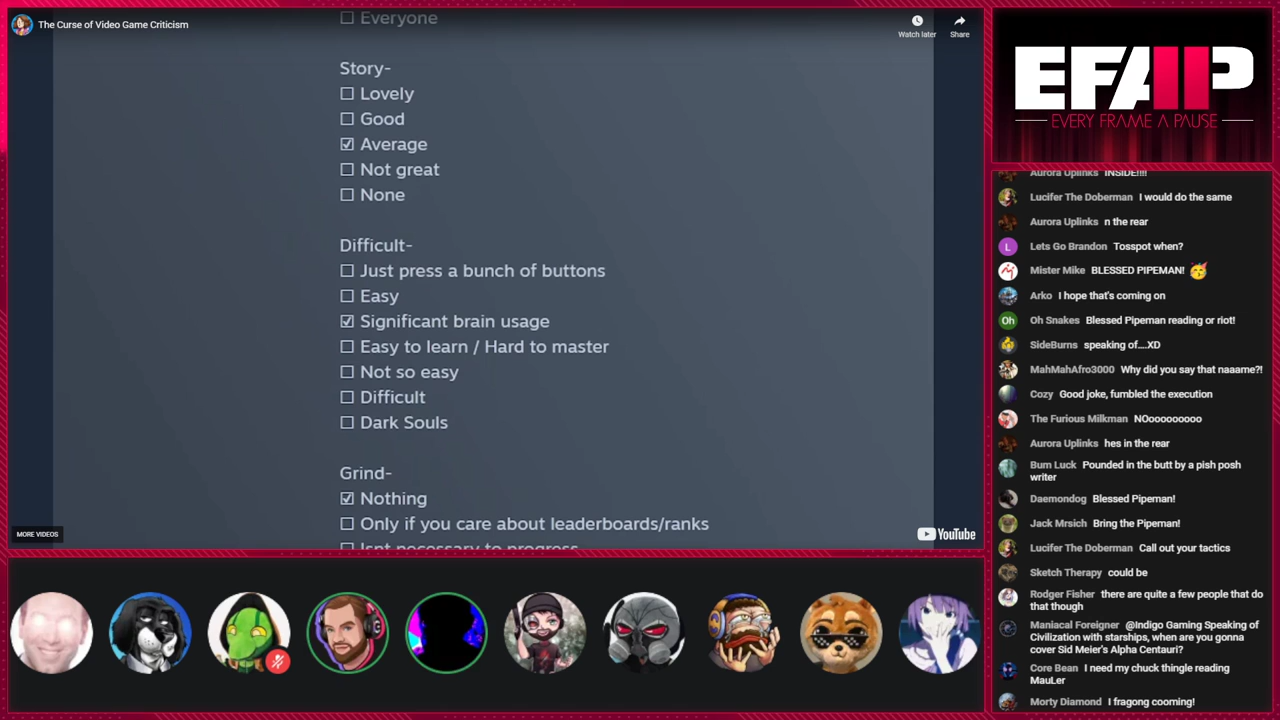 The Curse of Video Game Criticism
Watch later
Share
☐ Everyone
Story-
☐ Lovely
☐ Good
☑ Average
☐ Not great
☐ None
Difficult-
☐ Just press a bunch of buttons
☐ Easy
☑ Significant brain usage
☐ Easy to learn / Hard to master
☐ Not so easy
☐ Difficult
☐ Dark Souls
Grind-
☑ Nothing
☐ Only if you care about leaderboards/ranks
☐ Isnt necessary to progress
MORE VIDEOS
YouTube
EFAP
EVERY FRAME A PAUSE
Aurora Uplinks INSIDE!!!!
Lucifer The Doberman I would do the same
Aurora Uplinks n the rear
L
Lets Go Brandon Tosspot when?
Mister Mike BLESSED PIPEMAN! 🥳
Arko I hope that's coming on
Oh
Oh Snakes Blessed Pipeman reading or riot!
SideBurns speaking of....XD
MahMahAfro3000 Why did you say that naaame?!
Cozy Good joke, fumbled the execution
The Furious Milkman NOoooooooooo
Aurora Uplinks hes in the rear
Bum Luck Pounded in the butt by a pish posh
writer
Daemondog Blessed Pipeman!
Jack Mrsich Bring the Pipeman!
Lucifer The Doberman Call out your tactics
Sketch Therapy could be
Rodger Fisher there are quite a few people that do
that though
Maniacal Foreigner @Indigo Gaming Speaking of
Civilization with starships, when are you gonna
cover Sid Meier's Alpha Centauri?
Core Bean I need my chuck thingle reading
MauLer
Morty Diamond I fragong cooming!